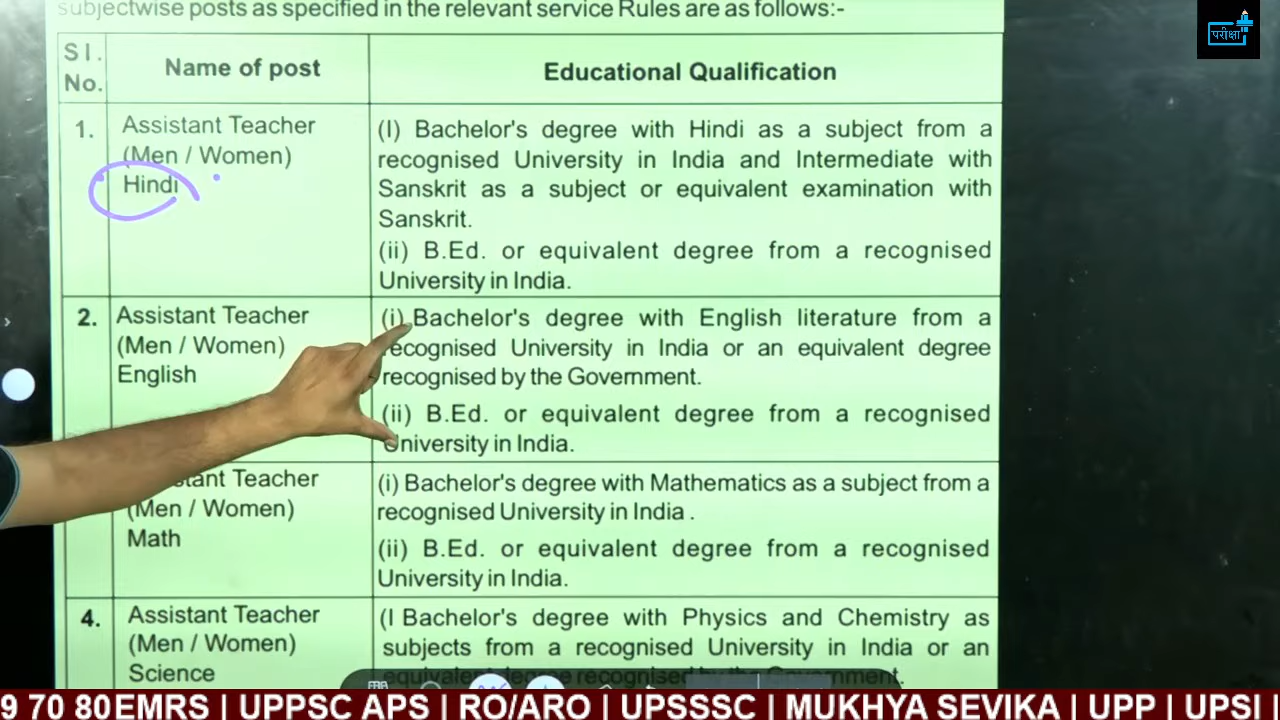 subjectwise posts as specified in the relevant service Rules are as follows:-
परीक्षा
SI. No.
Name of post
Educational Qualification
1.
Assistant Teacher
(Men / Women)
Hindi
(I) Bachelor's degree with Hindi as a subject from a
recognised University in India and Intermediate with
Sanskrit as a subject or equivalent examination with
Sanskrit.
(ii) B.Ed. or equivalent degree from a recognised
University in India.
2.
Assistant Teacher
(Men / Women)
English
(i) Bachelor's degree with English literature from a
recognised University in India or an equivalent degree
recognised by the Government.
(ii) B.Ed. or equivalent degree from a recognised
University in India.
Teacher
(Men / Women)
Math
(i) Bachelor's degree with Mathematics as a subject from a
recognised University in India .
(ii) B.Ed. or equivalent degree from a recognised
University in India.
4.
Assistant Teacher
(Men / Women)
Science
(I Bachelor's degree with Physics and Chemistry as
subjects from a recognised University in India or an
equivalent degree recognised by the Government.
9 70 80EMRS | UPPSC APS | RO/ARO | UPSSSC | MUKHYA SEVIKA | UPP | UPSI |